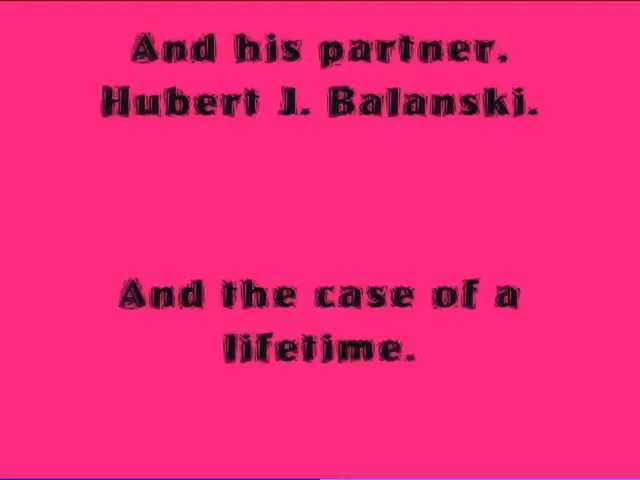 And his partner.
Hubert J. Balanski.
And the case of a
lifetime.